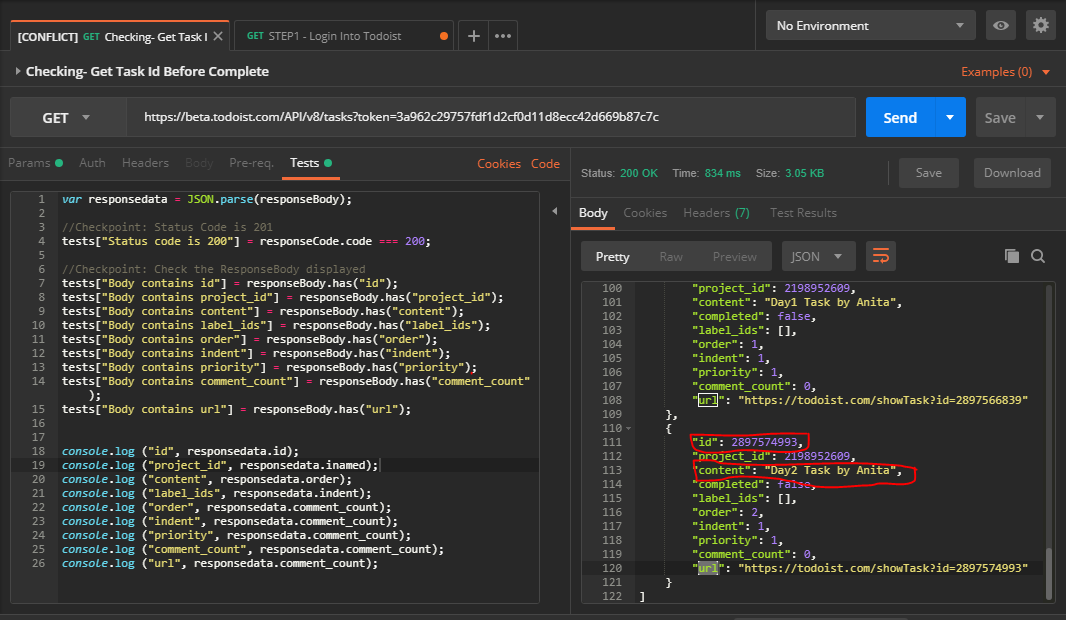 [CONFLICT] GET Checking- Get Task I
GET STEP1 - Login Into Todoist
No Environment
Checking- Get Task Id Before Complete
Examples (0)
GET
https://beta.todoist.com/API/v8/tasks?token=3a962c29757fdf1d2cf0d11d8ecc42d669b87c7c
Send
Save
Params
Auth
Headers
Body
Pre-req.
Tests
Cookies
Code
1 var responsedata = JSON.parse(responseBody);
2
3 //Checkpoint: Status Code is 201
4 tests["Status code is 200"] = responseCode.code === 200;
5
6 //Checkpoint: Check the ResponseBody displayed
7 tests["Body contains id"] = responseBody.has("id");
8 tests["Body contains project_id"] = responseBody.has("project_id");
9 tests["Body contains content"] = responseBody.has("content");
10 tests["Body contains label_ids"] = responseBody.has("label_ids");
11 tests["Body contains order"] = responseBody.has("order");
12 tests["Body contains indent"] = responseBody.has("indent");
13 tests["Body contains priority"] = responseBody.has("priority");
14 tests["Body contains comment_count"] = responseBody.has("comment_count"
);
15 tests["Body contains url"] = responseBody.has("url");
16
17
18 console.log ("id", responsedata.id);
19 console.log ("project_id", responsedata.inamed);
20 console.log ("content", responsedata.order);
21 console.log ("label_ids", responsedata.indent);
22 console.log ("order", responsedata.comment_count);
23 console.log ("indent", responsedata.comment_count);
24 console.log ("priority", responsedata.comment_count);
25 console.log ("comment_count", responsedata.comment_count);
26 console.log ("url", responsedata.comment_count);
Status: 200 OK Time: 834 ms Size: 3.05 KB
Save
Download
Body
Cookies
Headers (7)
Test Results
Pretty
Raw
Preview
JSON
100 "project_id": 2198952609,
101 "content": "Day1 Task by Anita",
102 "completed": false,
103 "label_ids": [],
104 "order": 1,
105 "indent": 1,
106 "priority": 1,
107 "comment_count": 0,
108 "url": "https://todoist.com/showTask?id=2897566839"
109 },
110 {
111 "id": 2897574993,
112 "project_id": 2198952609,
113 "content": "Day2 Task by Anita",
114 "completed": false,
115 "label_ids": [],
116 "order": 2,
117 "indent": 1,
118 "priority": 1,
119 "comment_count": 0,
120 "url": "https://todoist.com/showTask?id=2897574993"
121 }
122 ]